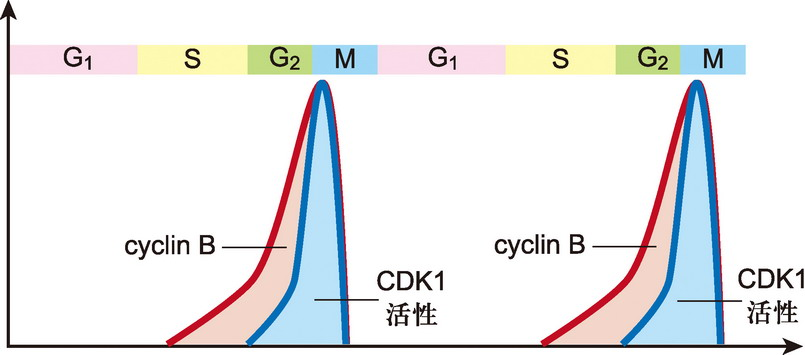 G₁ S G₂ M G₁ S G₂ M
cyclin B
cyclin B
CDK1
活性
CDK1
活性